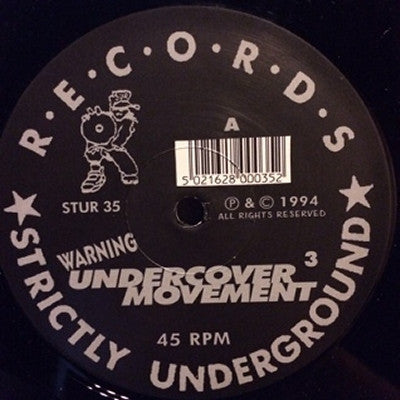 R·E·C·O·R·D·S
A
5 021628 000352
STUR 35
℗ & © 1994
ALL RIGHTS RESERVED
WARNING
3
UNDERCOVER
MOVEMENT
45 RPM
★ STRICTLY UNDERGROUND ★